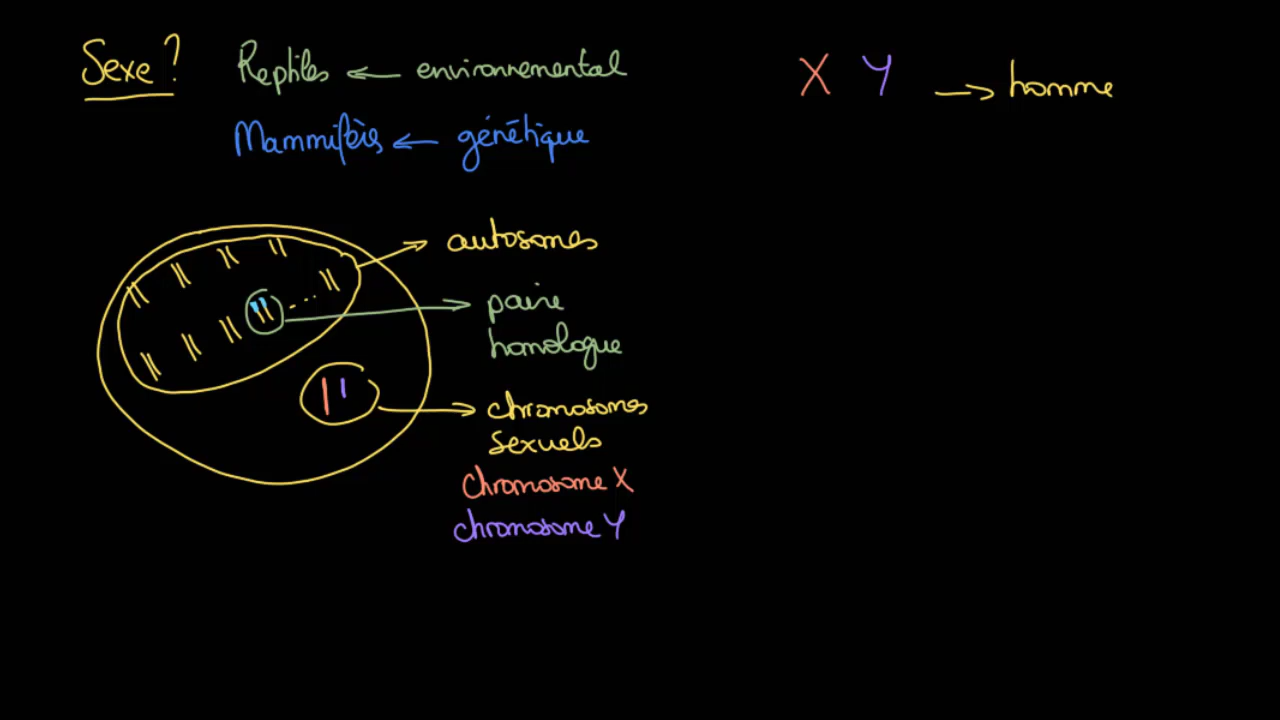 Sexe ?
Reptiles ← environnemental
Mammifères ← génétique
X Y → homme
autosomes
paire
homologue
chromosomes
sexuels
chromosome X
chromosome Y